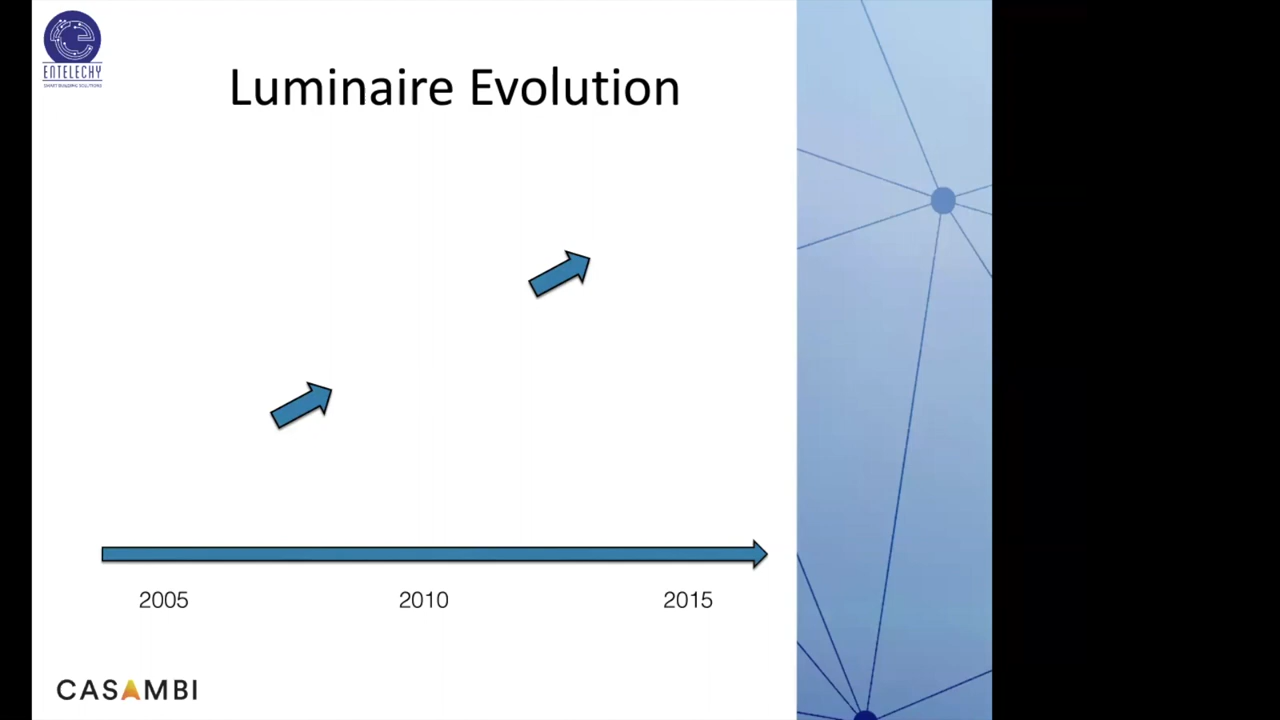 ENTELECHY
SMART BUILDING SOLUTIONS
Luminaire Evolution
2005 2010 2015
CASAMBI